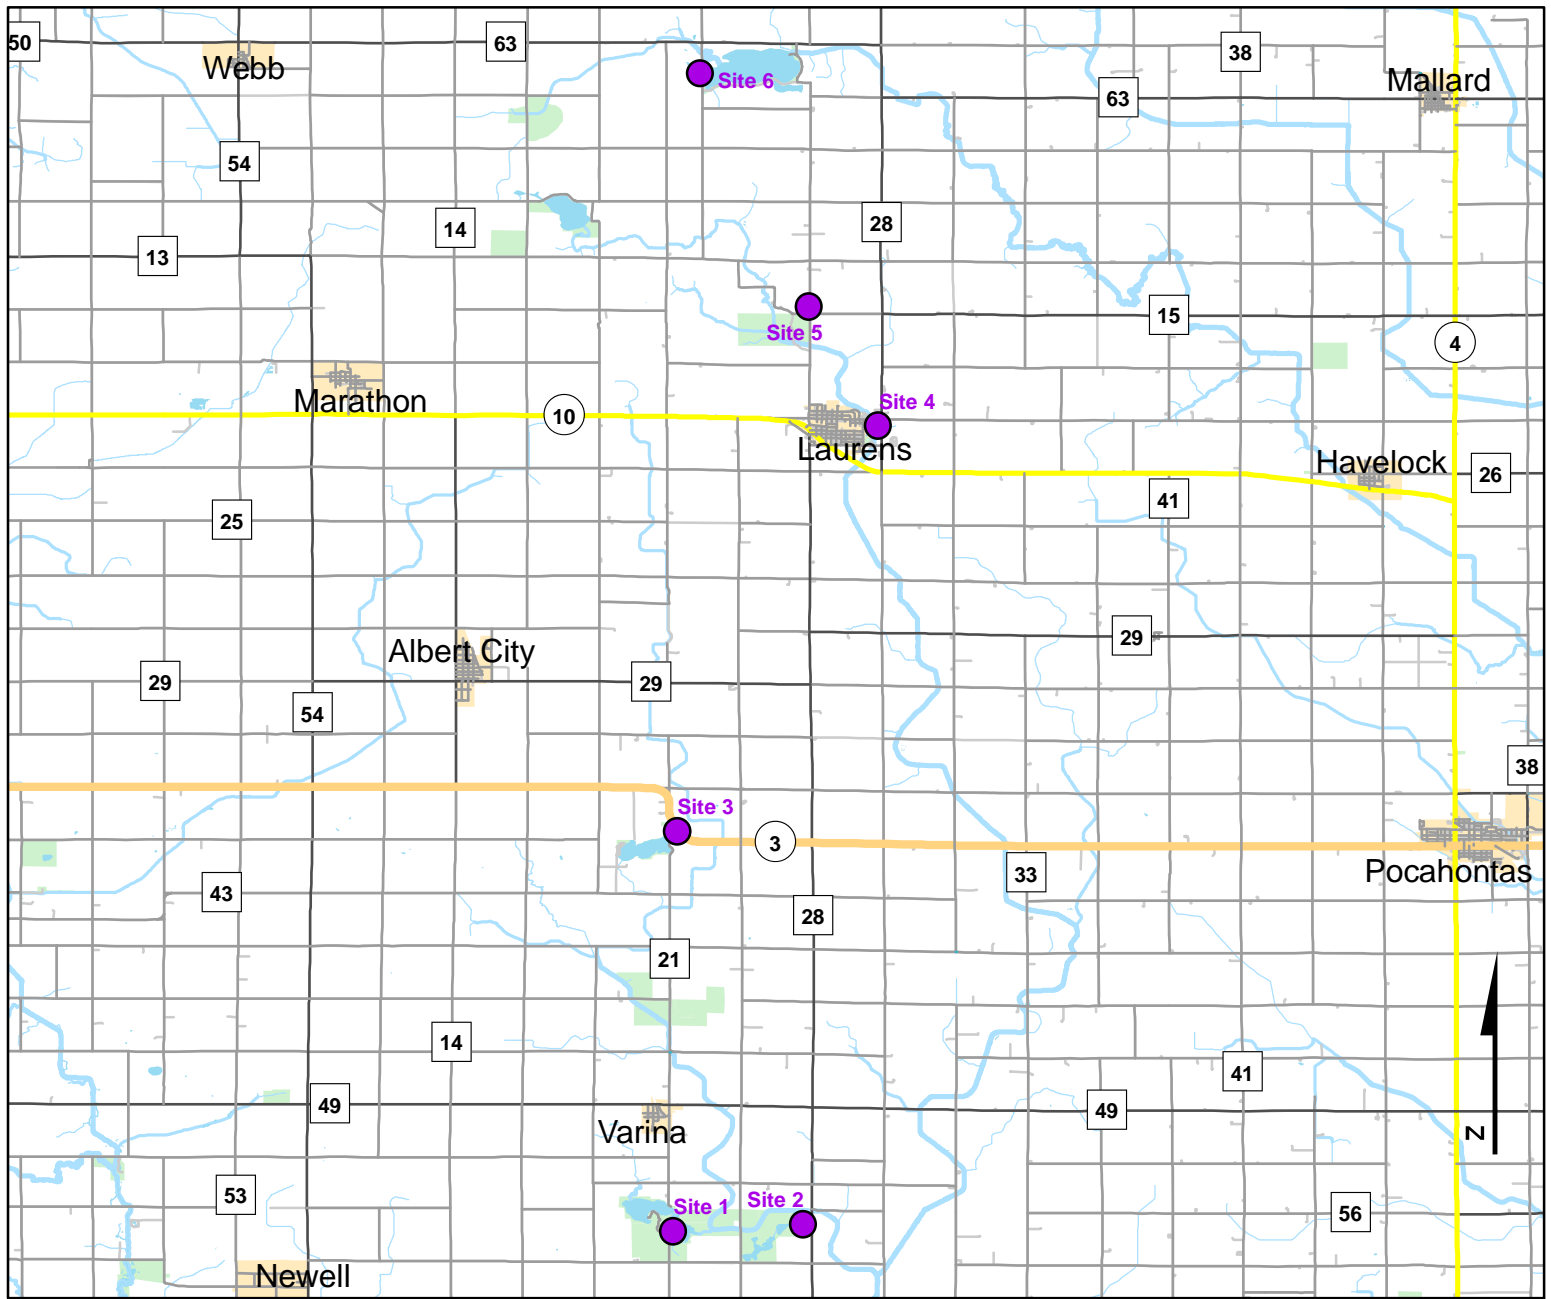 50
63
38
Webb
Site 6
Mallard
63
54
14
28
13
Site 5
15
4
Marathon
10
Site 4
Laurens
Havelock
26
25
41
Albert City
29
29
29
54
38
Site 3
3
Pocahontas
43
33
28
21
14
41
49
49
Varina
N
53
Site 1
Site 2
56
Newell